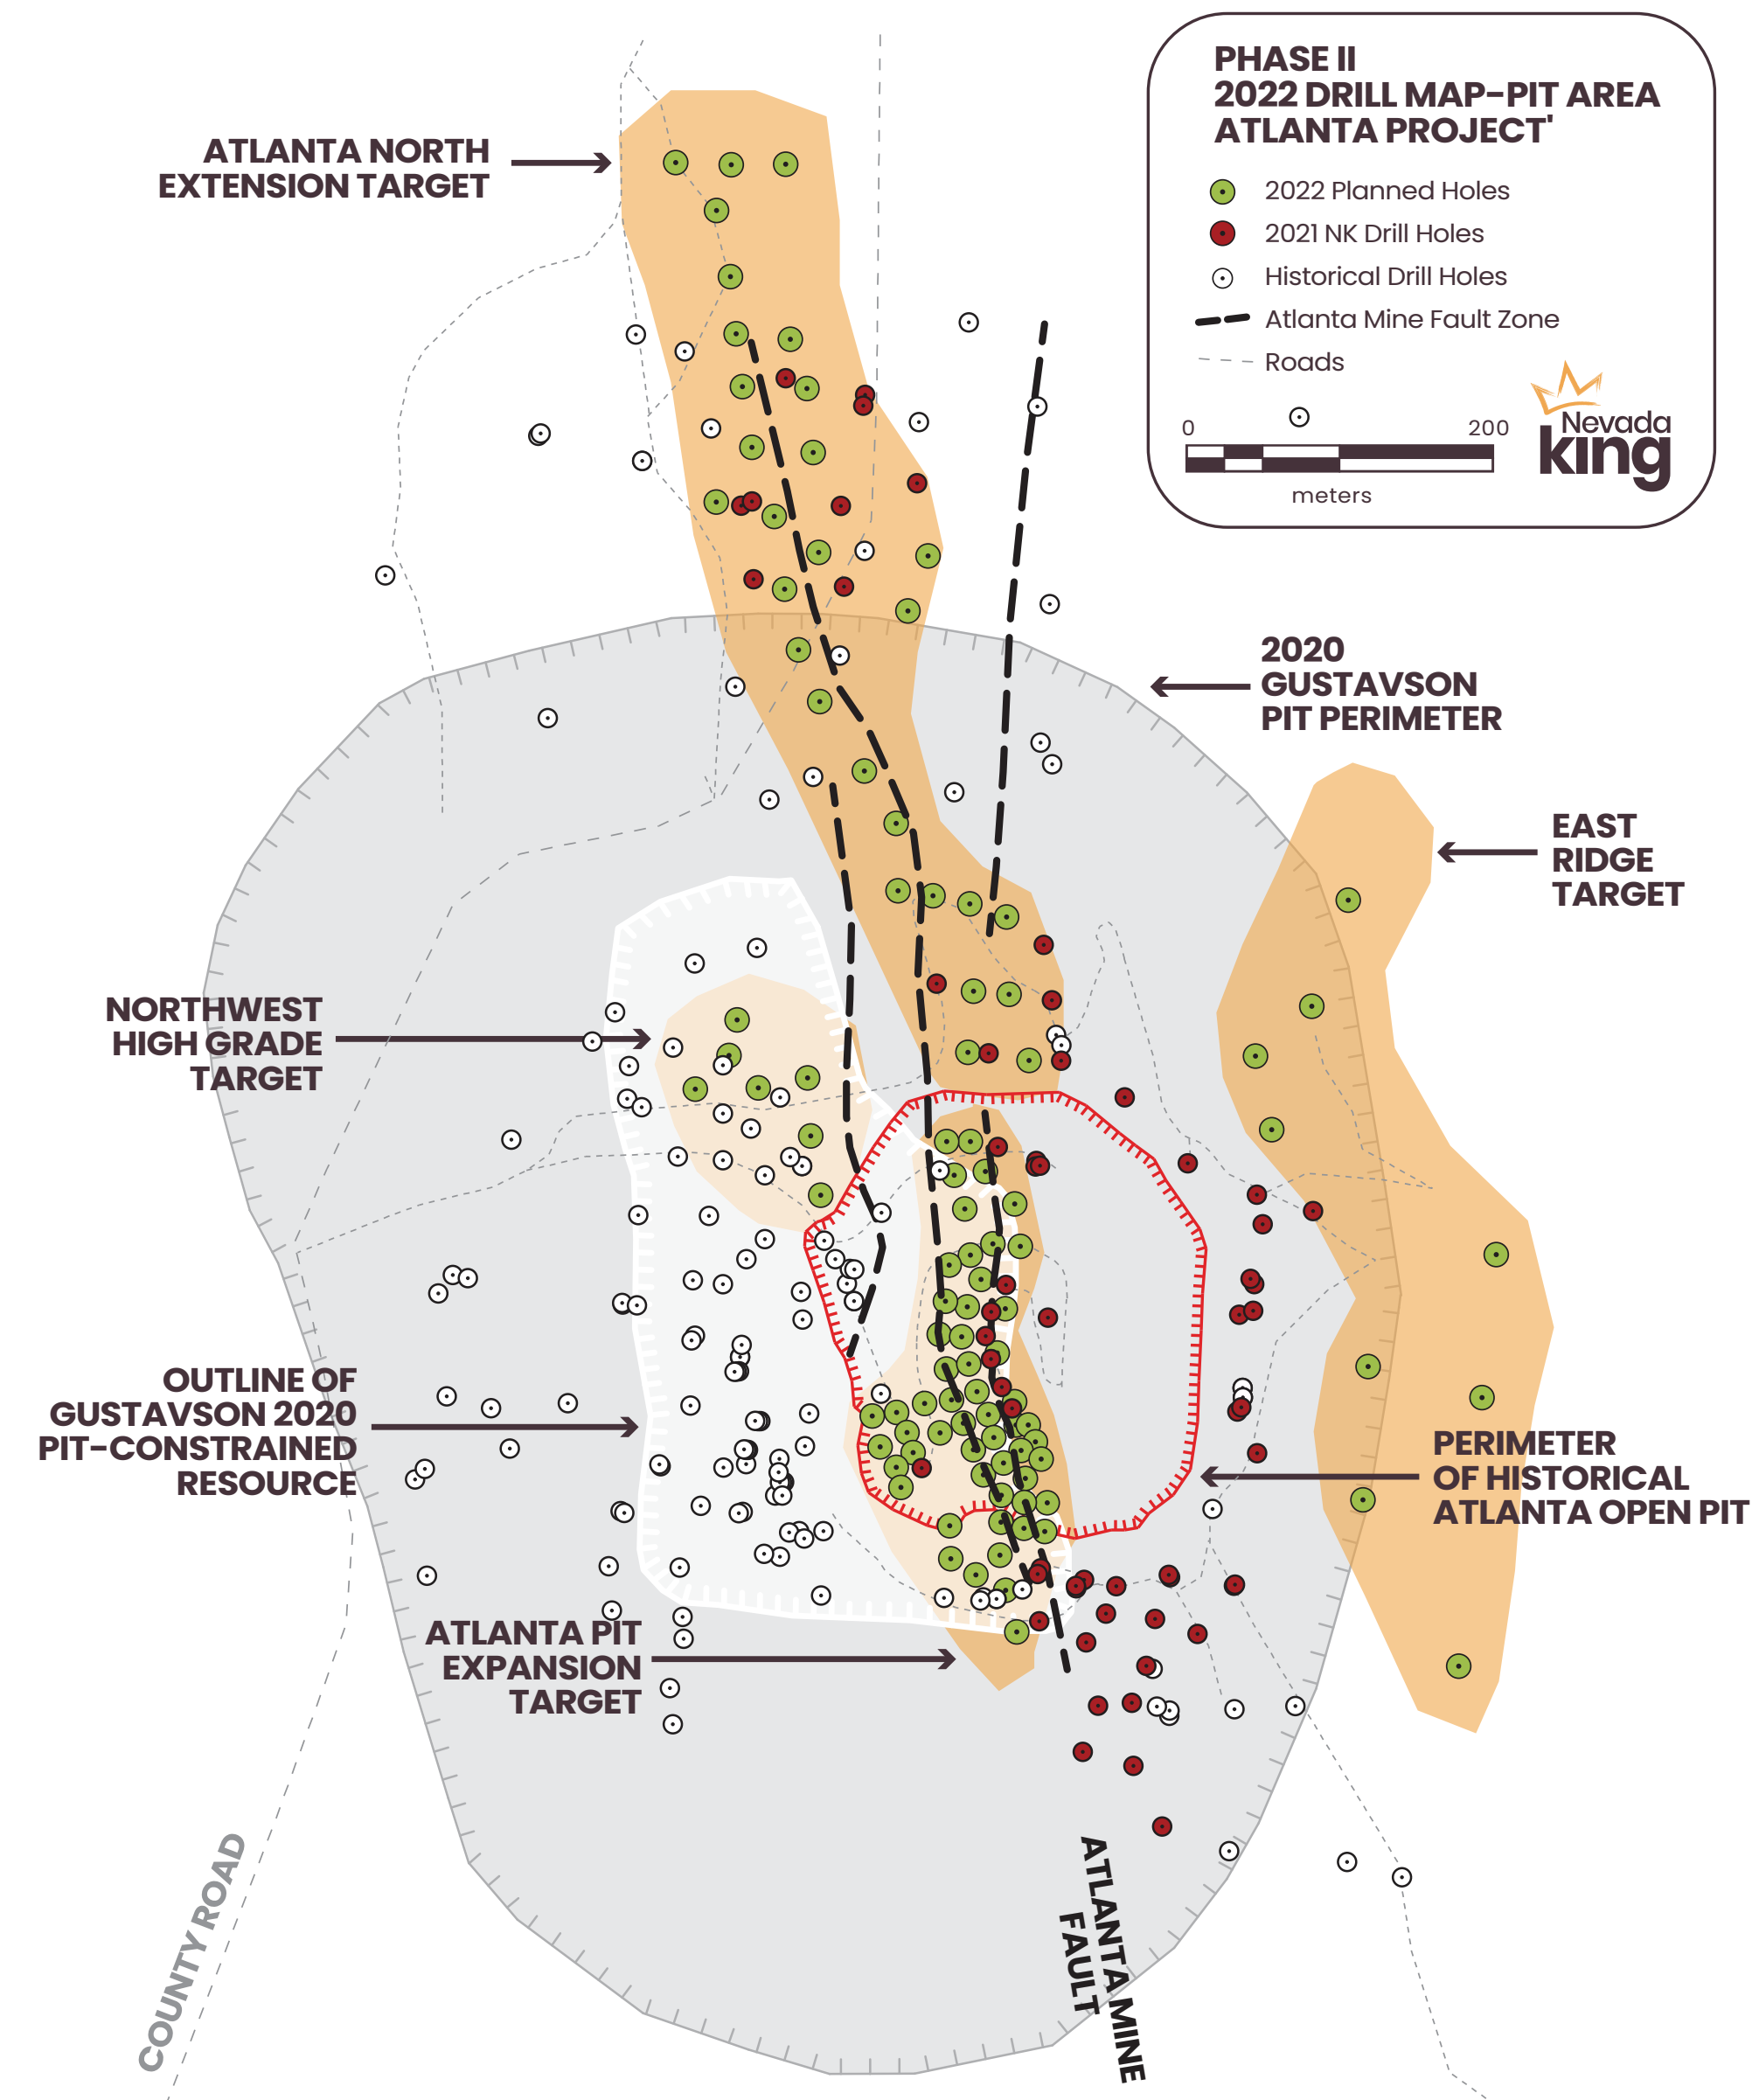 PHASE II
2022 DRILL MAP-PIT AREA
ATLANTA PROJECT'
2022 Planned Holes
2021 NK Drill Holes
Historical Drill Holes
Atlanta Mine Fault Zone
Roads
0 200
meters
Nevada
king
ATLANTA NORTH
EXTENSION TARGET
2020
GUSTAVSON
PIT PERIMETER
EAST
RIDGE
TARGET
NORTHWEST
HIGH GRADE
TARGET
OUTLINE OF
GUSTAVSON 2020
PIT-CONSTRAINED
RESOURCE
PERIMETER
OF HISTORICAL
ATLANTA OPEN PIT
ATLANTA PIT
EXPANSION
TARGET
ATLANTA MINE
FAULT
COUNTY ROAD